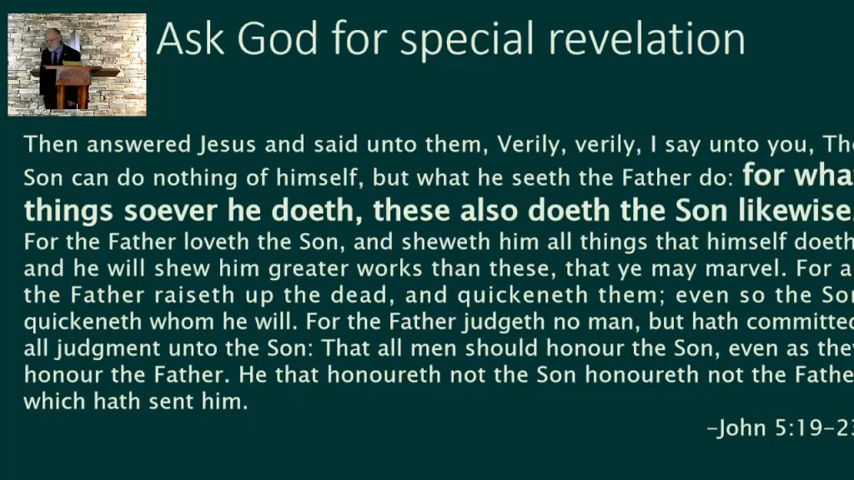 Ask God for special revelation
Then answered Jesus and said unto them, Verily, verily, I say unto you, The
Son can do nothing of himself, but what he seeth the Father do: for wha
things soever he doeth, these also doeth the Son likewise.
For the Father loveth the Son, and sheweth him all things that himself doeth
and he will shew him greater works than these, that ye may marvel. For a
the Father raiseth up the dead, and quickeneth them; even so the Son
quickeneth whom he will. For the Father judgeth no man, but hath committed
all judgment unto the Son: That all men should honour the Son, even as they
honour the Father. He that honoureth not the Son honoureth not the Fathe
which hath sent him.
–John 5:19–23